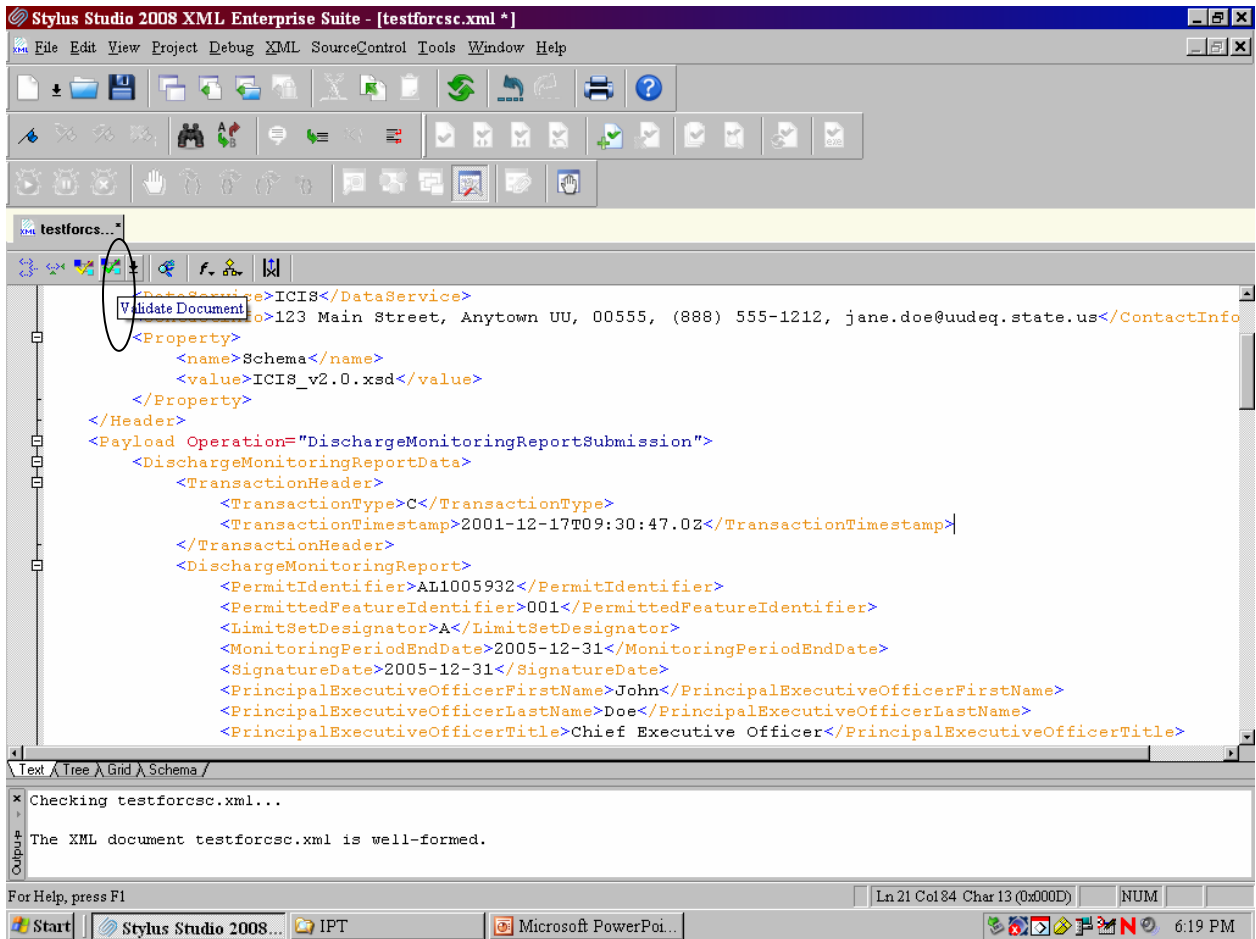 Stylus Studio 2008 XML Enterprise Suite - [testforcsc.xml *]
File Edit View Project Debug XML SourceControl Tools Window Help
testforcs...*
<DataService>ICIS</DataService>
Validate Document
o>123 Main Street, Anytown UU, 00555, (888) 555-1212, jane.doe@uudeq.state.us</ContactInfo
<Property>
<name>Schema</name>
<value>ICIS_v2.0.xsd</value>
</Property>
</Header>
<Payload Operation="DischargeMonitoringReportSubmission">
<DischargeMonitoringReportData>
<TransactionHeader>
<TransactionType>C</TransactionType>
<TransactionTimestamp>2001-12-17T09:30:47.0Z</TransactionTimestamp>
</TransactionHeader>
<DischargeMonitoringReport>
<PermitIdentifier>AL1005932</PermitIdentifier>
<PermittedFeatureIdentifier>001</PermittedFeatureIdentifier>
<LimitSetDesignator>A</LimitSetDesignator>
<MonitoringPeriodEndDate>2005-12-31</MonitoringPeriodEndDate>
<SignatureDate>2005-12-31</SignatureDate>
<PrincipalExecutiveOfficerFirstName>John</PrincipalExecutiveOfficerFirstName>
<PrincipalExecutiveOfficerLastName>Doe</PrincipalExecutiveOfficerLastName>
<PrincipalExecutiveOfficerTitle>Chief Executive Officer</PrincipalExecutiveOfficerTitle>
Text Tree Grid Schema
Checking testforcsc.xml...
The XML document testforcsc.xml is well-formed.
Output
For Help, press F1 Ln 21 Col 84 Char 13 (0x000D) NUM
Start Stylus Studio 2008... IPT Microsoft PowerPoi... 6:19 PM